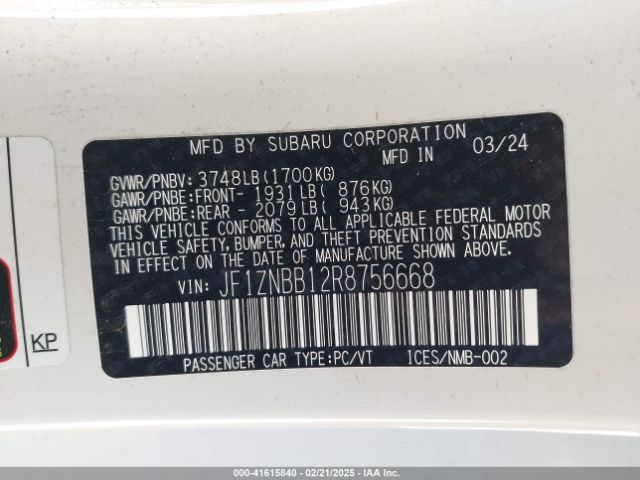 MFD BY SUBARU CORPORATION
MFD IN 03/24
GVWR/PNBV: 3748LB(1700KG)
GAWR/PNBE:FRONT- 1931LB( 876KG)
GAWR/PNBE:REAR - 2079LB( 943KG)
THIS VEHICLE CONFORMS TO ALL APPLICABLE FEDERAL MOTOR
VEHICLE SAFETY, BUMPER, AND THEFT PREVENTION STANDARDS
IN EFFECT ON THE DATE OF MANUFACTURE SHOWN ABOVE.
VIN: JF1ZNBB12R8756668
PASSENGER CAR TYPE:PC/VT ICES/NMB-002
KP
000-41615840 - 02/21/2025 - IAAcanada.ca